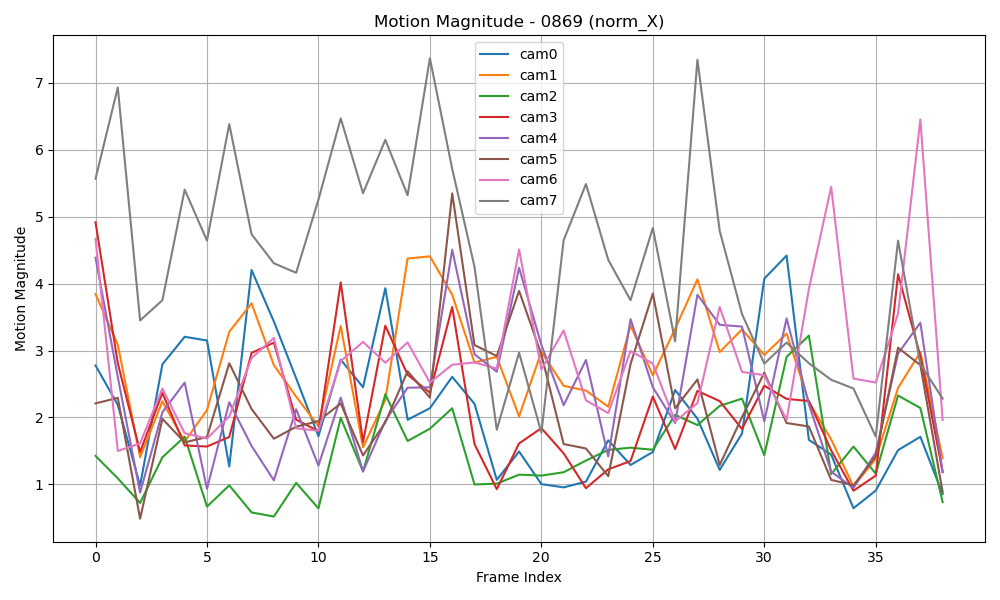 Motion Magnitude - 0869 (norm_X)
cam0
cam1
cam2
cam3
cam4
cam5
cam6
cam7
Motion Magnitude
7
6
5
4
3
2
1
0 5 10 15 20 25 30 35
Frame Index